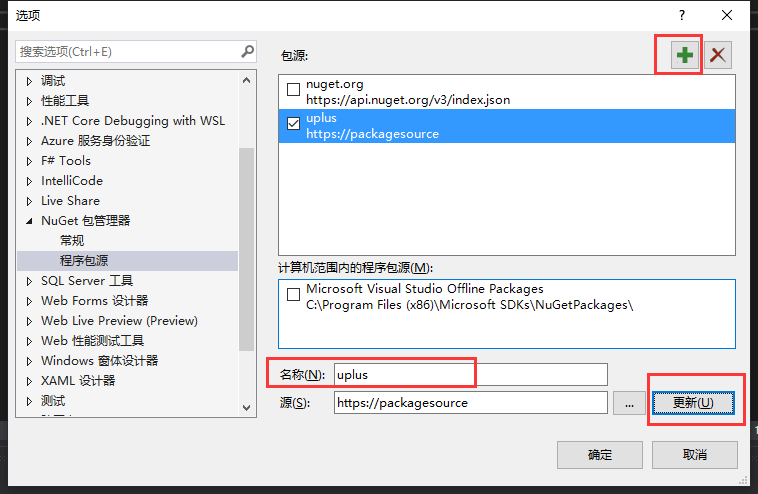 选项
?
搜索选项(Ctrl+E)
调试
性能工具
.NET Core Debugging with WSL
Azure 服务身份验证
F# Tools
IntelliCode
Live Share
NuGet 包管理器
常规
程序包源
SQL Server 工具
Web Forms 设计器
Web Live Preview (Preview)
Web 性能测试工具
Windows 窗体设计器
XAML 设计器
测试
包源:
nuget.org
https://api.nuget.org/v3/index.json
uplus
https://packagesource
计算机范围内的程序包源(M):
Microsoft Visual Studio Offline Packages
C:\Program Files (x86)\Microsoft SDKs\NuGetPackages\
名称(N): uplus
源(S): https://packagesource ... 更新(U)
确定 取消